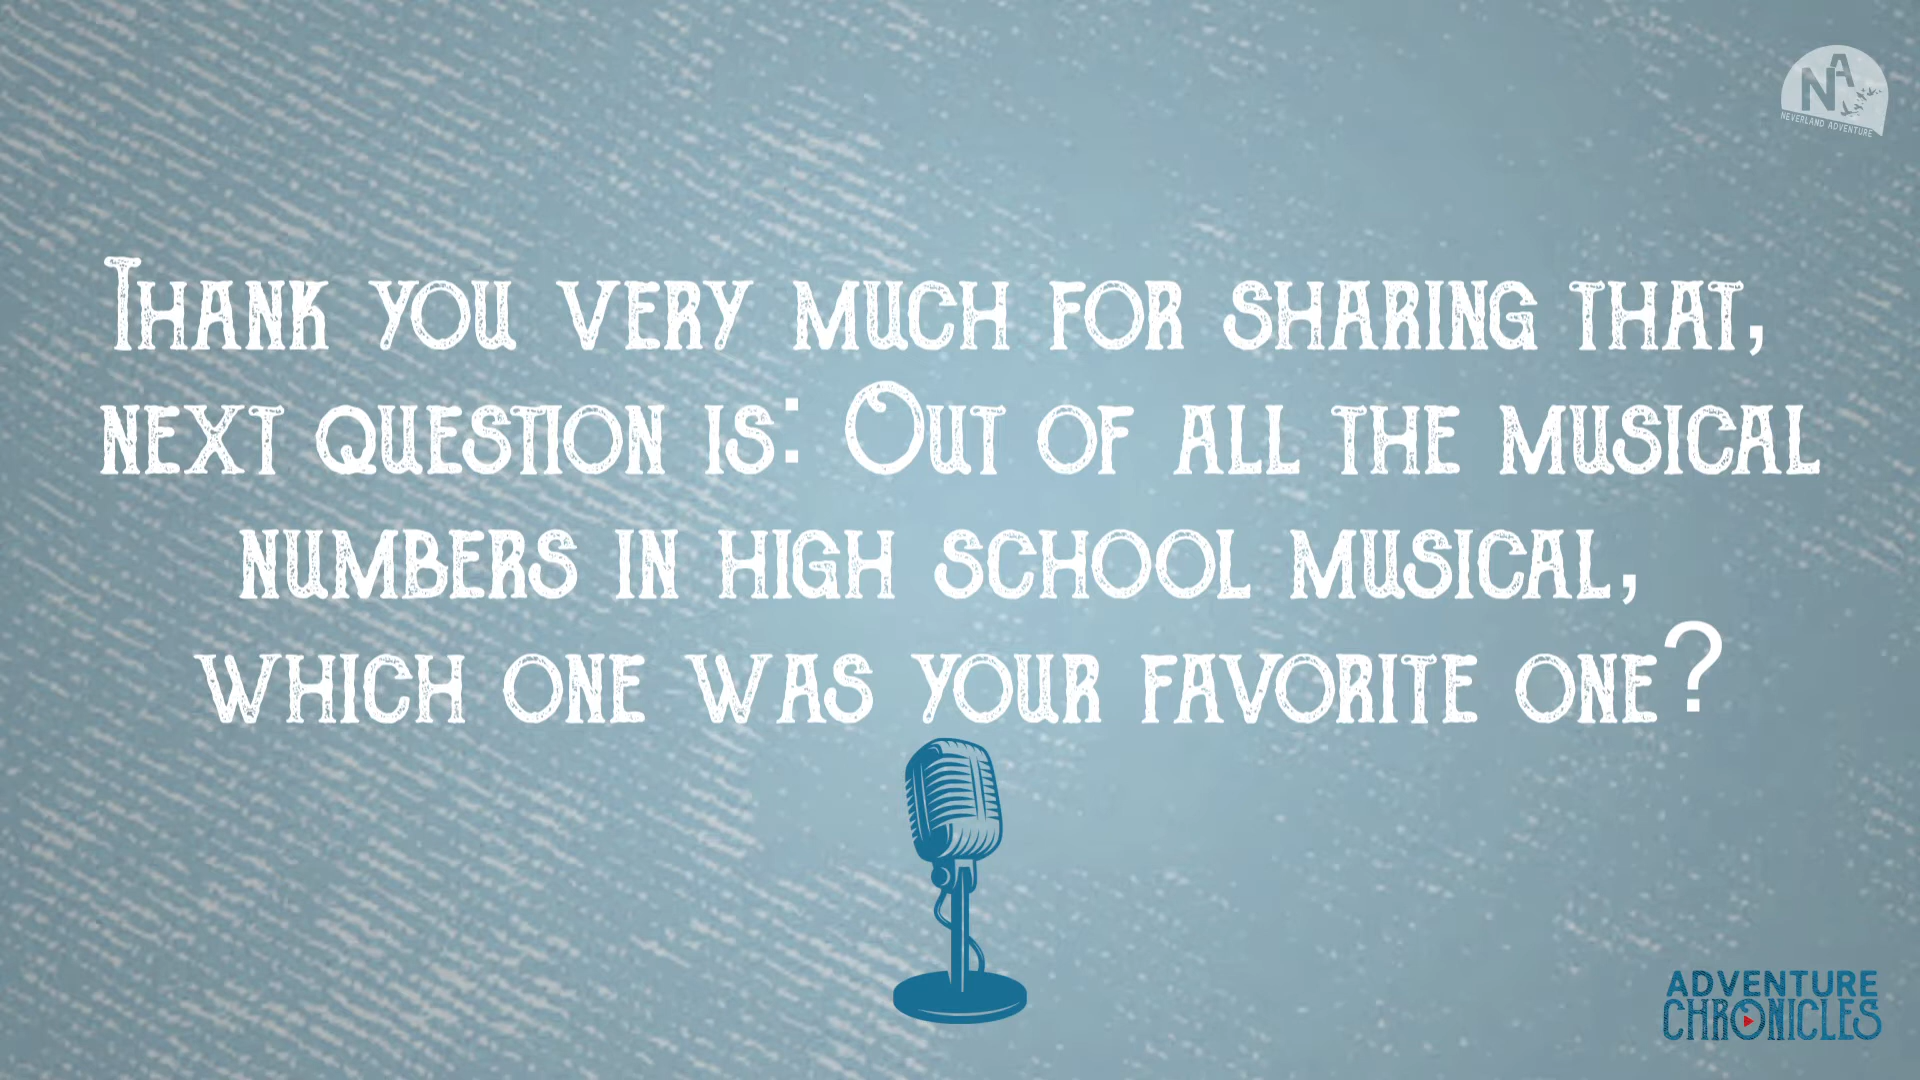 NA
NEVERLAND ADVENTURE
Thank you very much for sharing that,
next question is: Out of all the musical
numbers in high school musical,
which one was your favorite one?
ADVENTURE
CHRONICLES